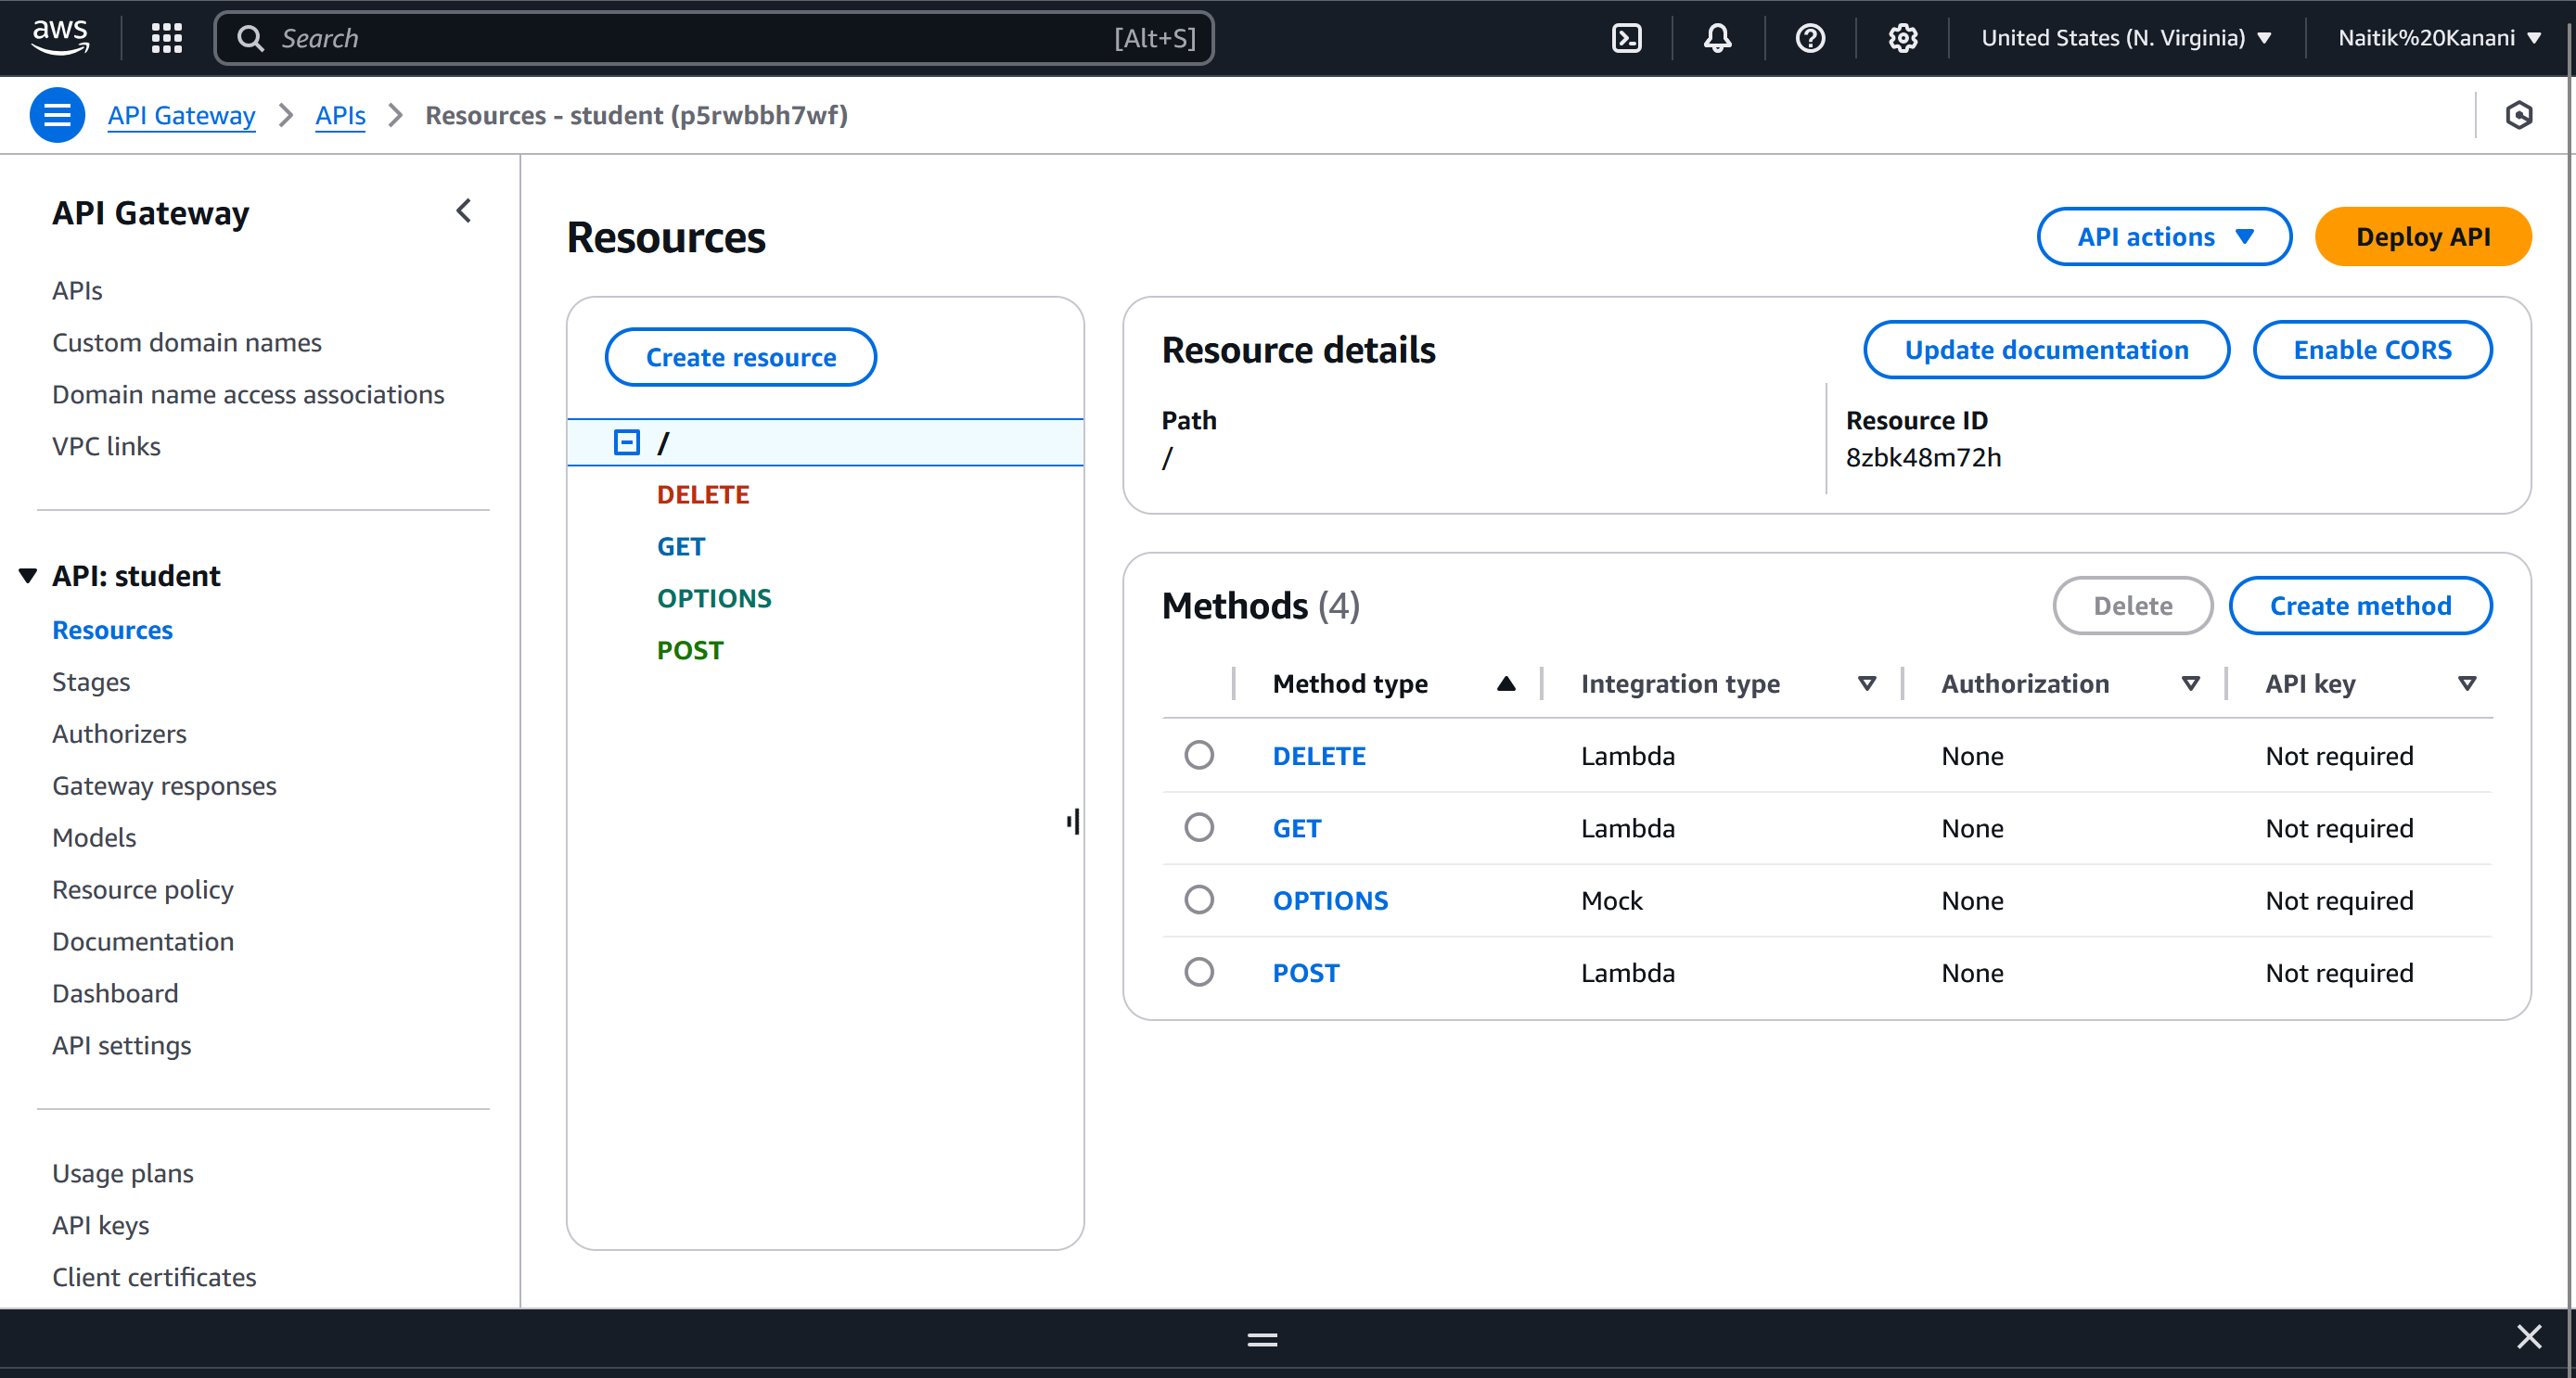 aws
Search [Alt+S]
United States (N. Virginia)
Naitik%20Kanani
API Gateway
APIs
Resources - student (p5rwbbh7wf)
API Gateway
APIs
Custom domain names
Domain name access associations
VPC links
API: student
Resources
Stages
Authorizers
Gateway responses
Models
Resource policy
Documentation
Dashboard
API settings
Usage plans
API keys
Client certificates
Resources
API actions
Deploy API
Create resource
/
DELETE
GET
OPTIONS
POST
Resource details
Update documentation
Enable CORS
Path
/
Resource ID
8zbk48m72h
Methods (4)
Delete
Create method
Method type Integration type Authorization API key
DELETE Lambda None Not required
GET Lambda None Not required
OPTIONS Mock None Not required
POST Lambda None Not required